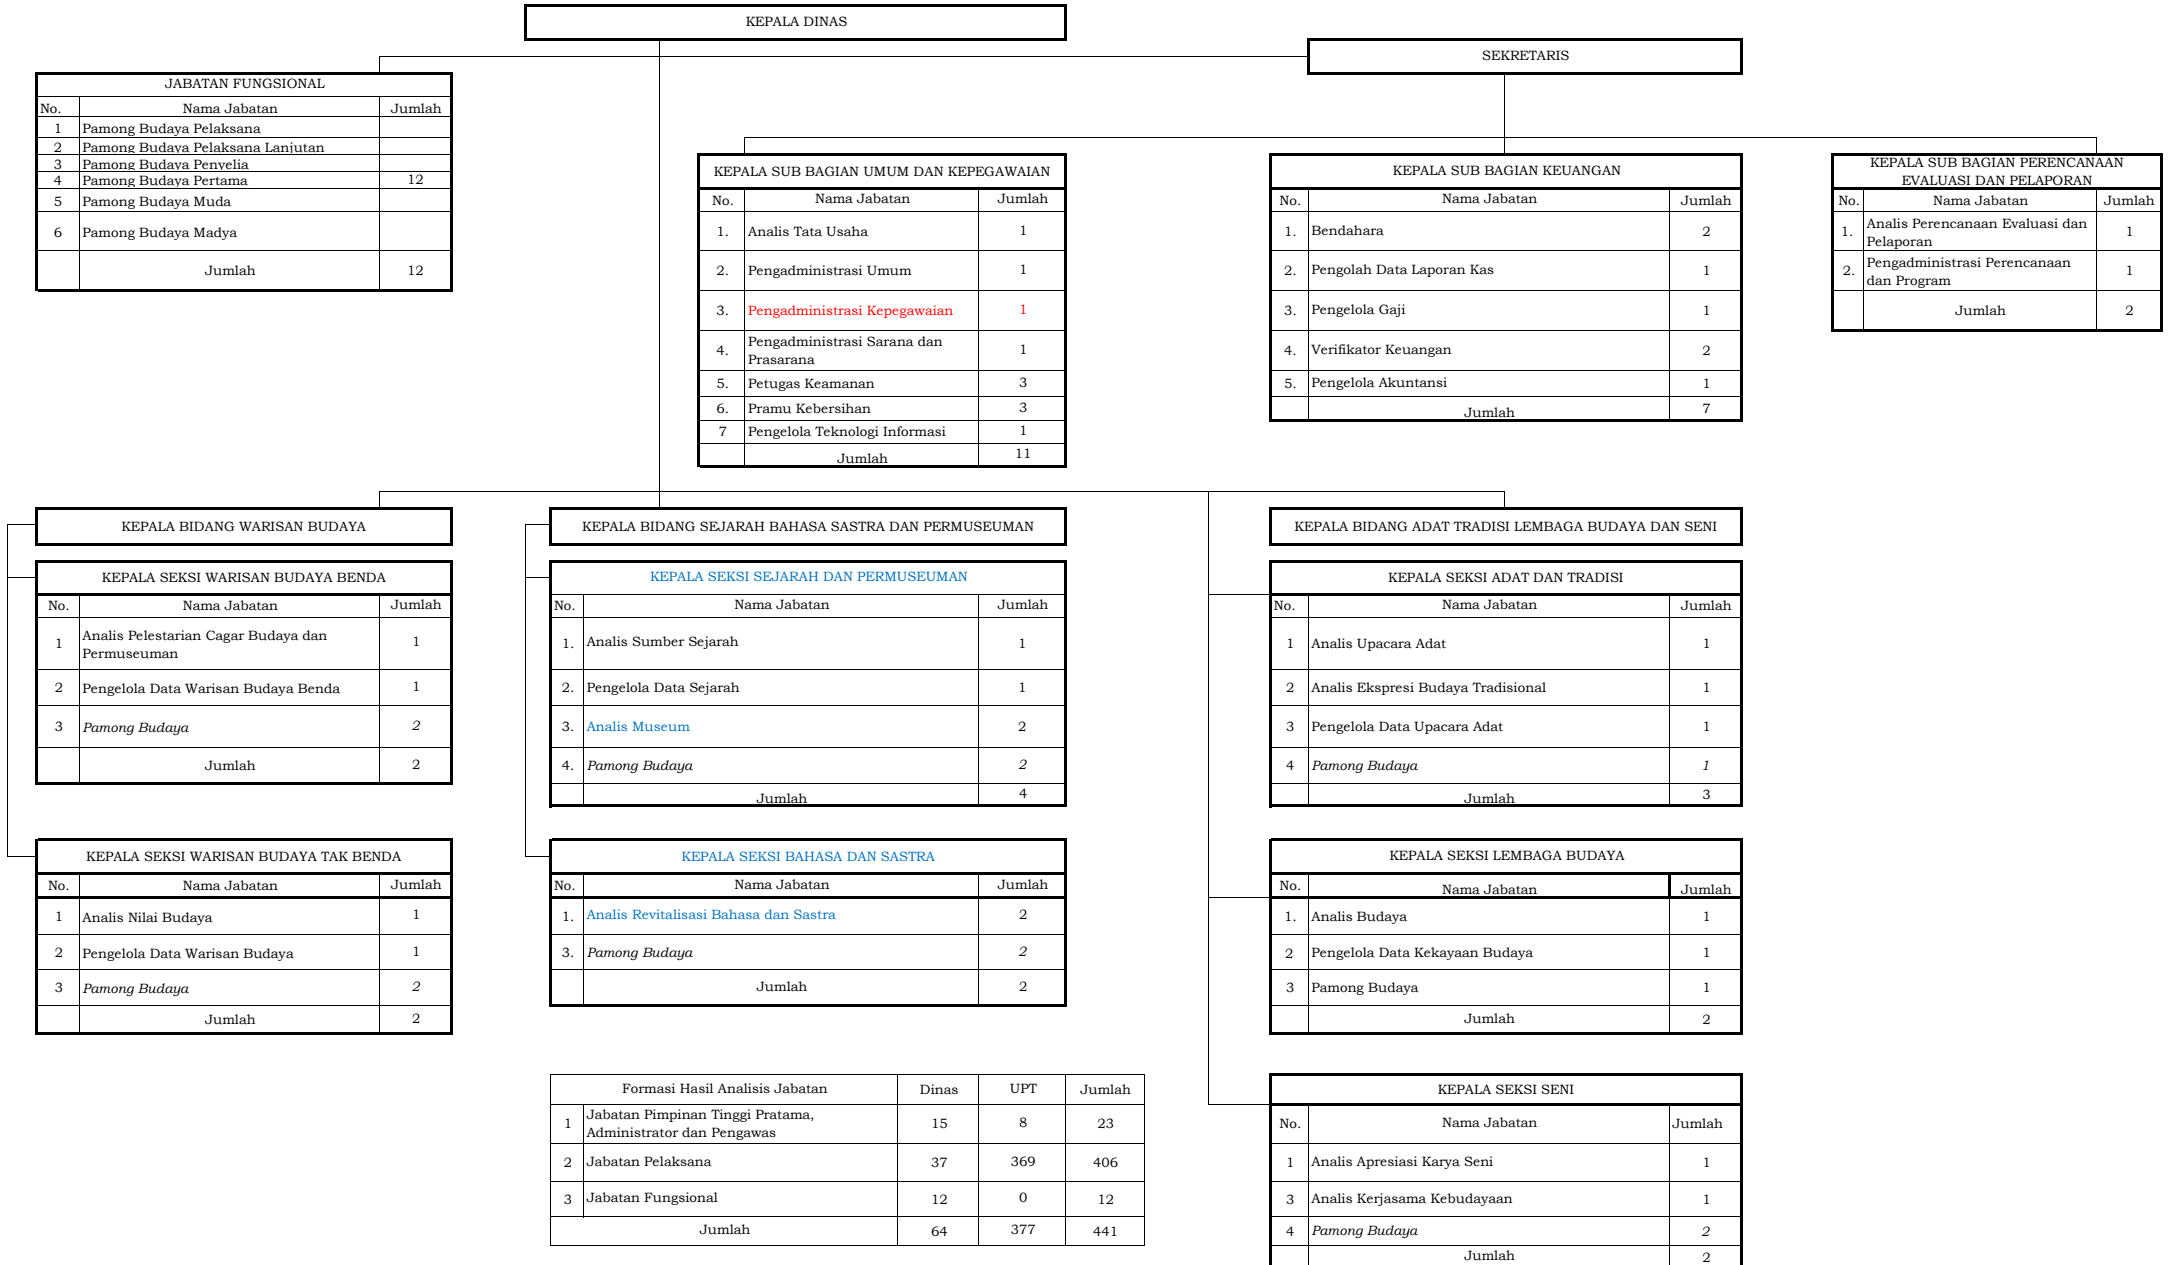 KEPALA DINAS
SEKRETARIS
JABATAN FUNGSIONAL
No. Nama Jabatan Jumlah
1 Pamong Budaya Pelaksana
2 Pamong Budaya Pelaksana Lanjutan
3 Pamong Budaya Penyelia
4 Pamong Budaya Pertama 12
5 Pamong Budaya Muda
6 Pamong Budaya Madya
Jumlah 12
KEPALA SUB BAGIAN UMUM DAN KEPEGAWAIAN
No. Nama Jabatan Jumlah
1. Analis Tata Usaha 1
2. Pengadministrasi Umum 1
3. Pengadministrasi Kepegawaian 1
4. Pengadministrasi Sarana dan
Prasarana 1
5. Petugas Keamanan 3
6. Pramu Kebersihan 3
7 Pengelola Teknologi Informasi 1
Jumlah 11
KEPALA SUB BAGIAN KEUANGAN
No. Nama Jabatan Jumlah
1. Bendahara 2
2. Pengolah Data Laporan Kas 1
3. Pengelola Gaji 1
4. Verifikator Keuangan 2
5. Pengelola Akuntansi 1
Jumlah 7
KEPALA SUB BAGIAN PERENCANAAN
EVALUASI DAN PELAPORAN
No. Nama Jabatan Jumlah
1. Analis Perencanaan Evaluasi dan
Pelaporan 1
2. Pengadministrasi Perencanaan
dan Program 1
Jumlah 2
KEPALA BIDANG WARISAN BUDAYA
KEPALA SEKSI WARISAN BUDAYA BENDA
No. Nama Jabatan Jumlah
1 Analis Pelestarian Cagar Budaya dan
Permuseuman 1
2 Pengelola Data Warisan Budaya Benda 1
3 Pamong Budaya 2
Jumlah 2
KEPALA SEKSI WARISAN BUDAYA TAK BENDA
No. Nama Jabatan Jumlah
1 Analis Nilai Budaya 1
2 Pengelola Data Warisan Budaya 1
3 Pamong Budaya 2
Jumlah 2
KEPALA BIDANG SEJARAH BAHASA SASTRA DAN PERMUSEUMAN
KEPALA SEKSI SEJARAH DAN PERMUSEUMAN
No. Nama Jabatan Jumlah
1. Analis Sumber Sejarah 1
2. Pengelola Data Sejarah 1
3. Analis Museum 2
4. Pamong Budaya 2
Jumlah 4
KEPALA SEKSI BAHASA DAN SASTRA
No. Nama Jabatan Jumlah
1. Analis Revitalisasi Bahasa dan Sastra 2
3. Pamong Budaya 2
Jumlah 2
KEPALA BIDANG ADAT TRADISI LEMBAGA BUDAYA DAN SENI
KEPALA SEKSI ADAT DAN TRADISI
No. Nama Jabatan Jumlah
1 Analis Upacara Adat 1
2 Analis Ekspresi Budaya Tradisional 1
3 Pengelola Data Upacara Adat 1
4 Pamong Budaya 1
Jumlah 3
KEPALA SEKSI LEMBAGA BUDAYA
No. Nama Jabatan Jumlah
1. Analis Budaya 1
2 Pengelola Data Kekayaan Budaya 1
3 Pamong Budaya 1
Jumlah 2
KEPALA SEKSI SENI
No. Nama Jabatan Jumlah
1 Analis Apresiasi Karya Seni 1
3 Analis Kerjasama Kebudayaan 1
4 Pamong Budaya 2
Jumlah 2
Formasi Hasil Analisis Jabatan Dinas UPT Jumlah
1 Jabatan Pimpinan Tinggi Pratama,
Administrator dan Pengawas 15 8 23
2 Jabatan Pelaksana 37 369 406
3 Jabatan Fungsional 12 0 12
Jumlah 64 377 441